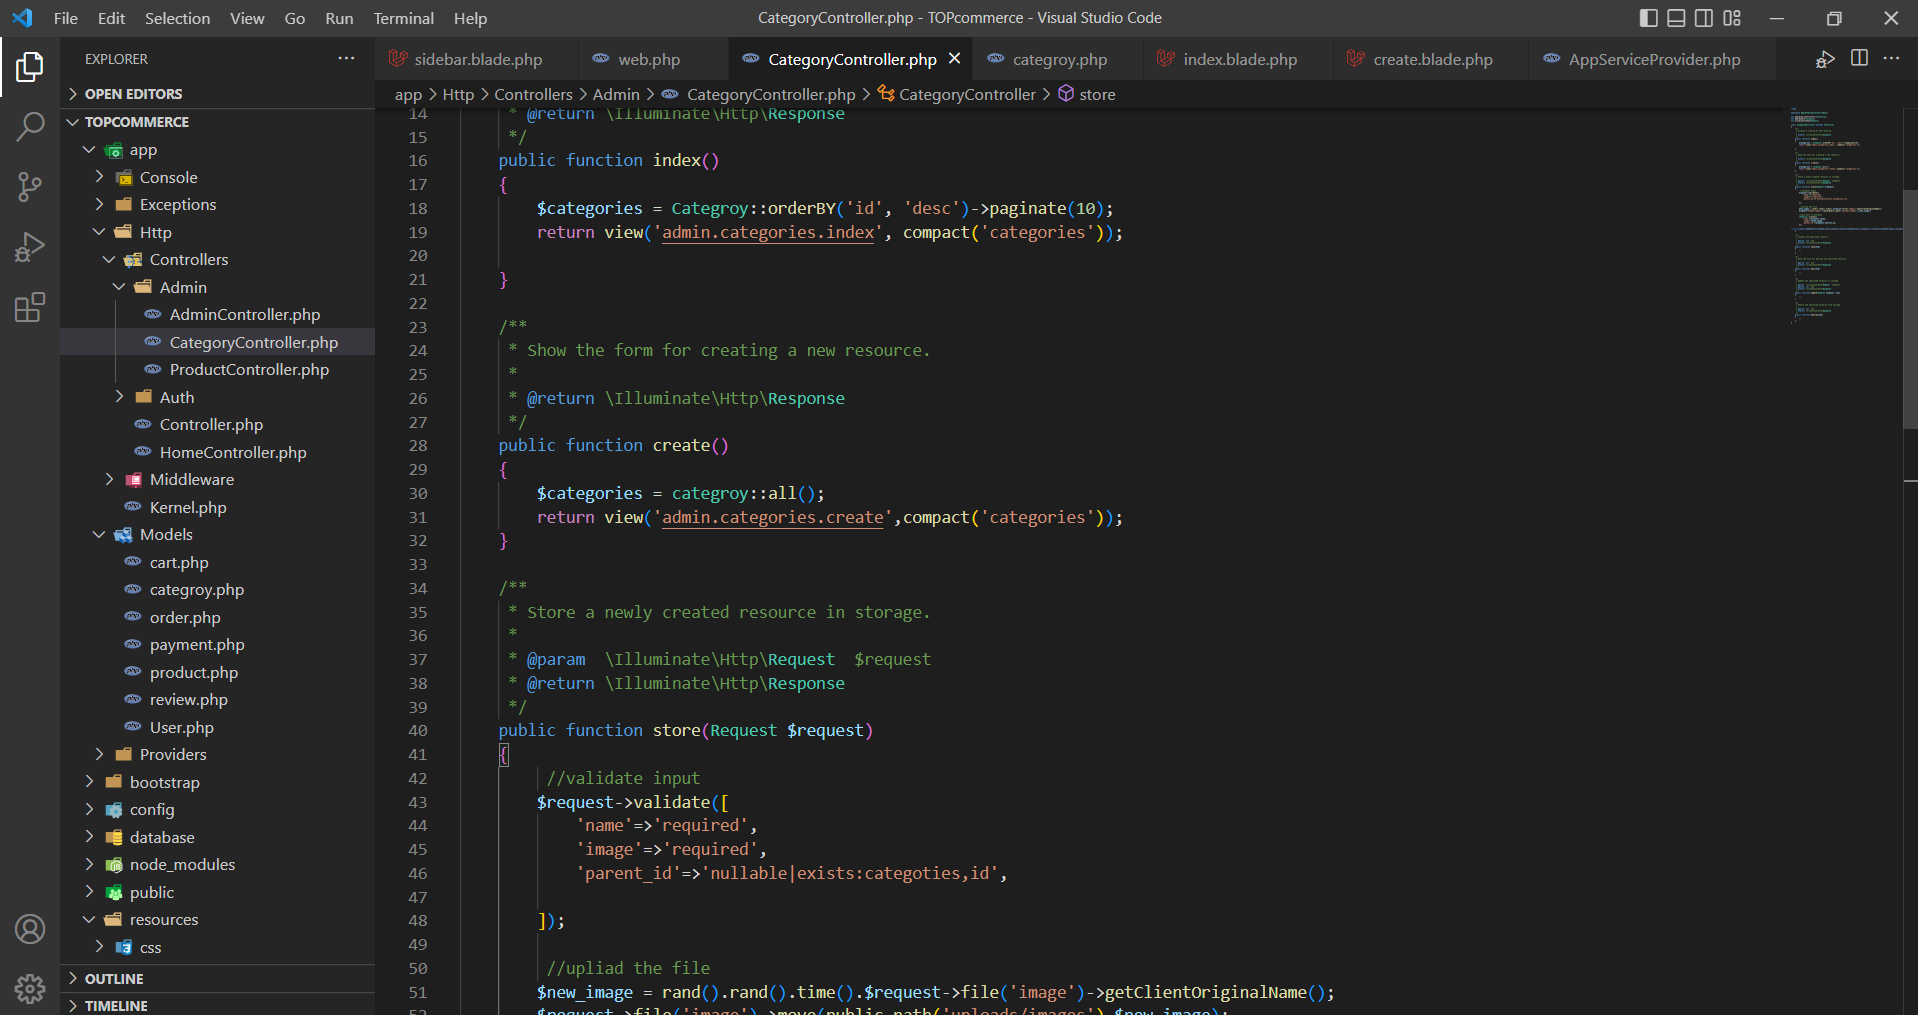 File Edit Selection View Go Run Terminal Help
CategoryController.php - TOPcommerce - Visual Studio Code
EXPLORER
OPEN EDITORS
TOPCOMMERCE
app
Console
Exceptions
Http
Controllers
Admin
AdminController.php
CategoryController.php
ProductController.php
Auth
Controller.php
HomeController.php
Middleware
Kernel.php
Models
cart.php
categroy.php
order.php
payment.php
product.php
review.php
User.php
Providers
bootstrap
config
database
node_modules
public
resources
css
OUTLINE
TIMELINE
sidebar.blade.php web.php CategoryController.php categroy.php index.blade.php create.blade.php AppServiceProvider.php
app > Http > Controllers > Admin > CategoryController.php > CategoryController > store
14 * @return \Illuminate\Http\Response
15 */
16 public function index()
17 {
18 $categories = Categroy::orderBY('id', 'desc')->paginate(10);
19 return view('admin.categories.index', compact('categories'));
20
21 }
22
23 /**
24 * Show the form for creating a new resource.
25 *
26 * @return \Illuminate\Http\Response
27 */
28 public function create()
29 {
30 $categories = categroy::all();
31 return view('admin.categories.create',compact('categories'));
32 }
33
34 /**
35 * Store a newly created resource in storage.
36 *
37 * @param  \Illuminate\Http\Request  $request
38 * @return \Illuminate\Http\Response
39 */
40 public function store(Request $request)
41 {
42 //validate input
43 $request->validate([
44 'name'=>'required',
45 'image'=>'required',
46 'parent_id'=>'nullable|exists:categoties,id',
47
48 ]);
49
50 //upliad the file
51 $new_image = rand().rand().time().$request->file('image')->getClientOriginalName();
52 $request->file('image')->move(public_path('uploads/images'),$new_image);